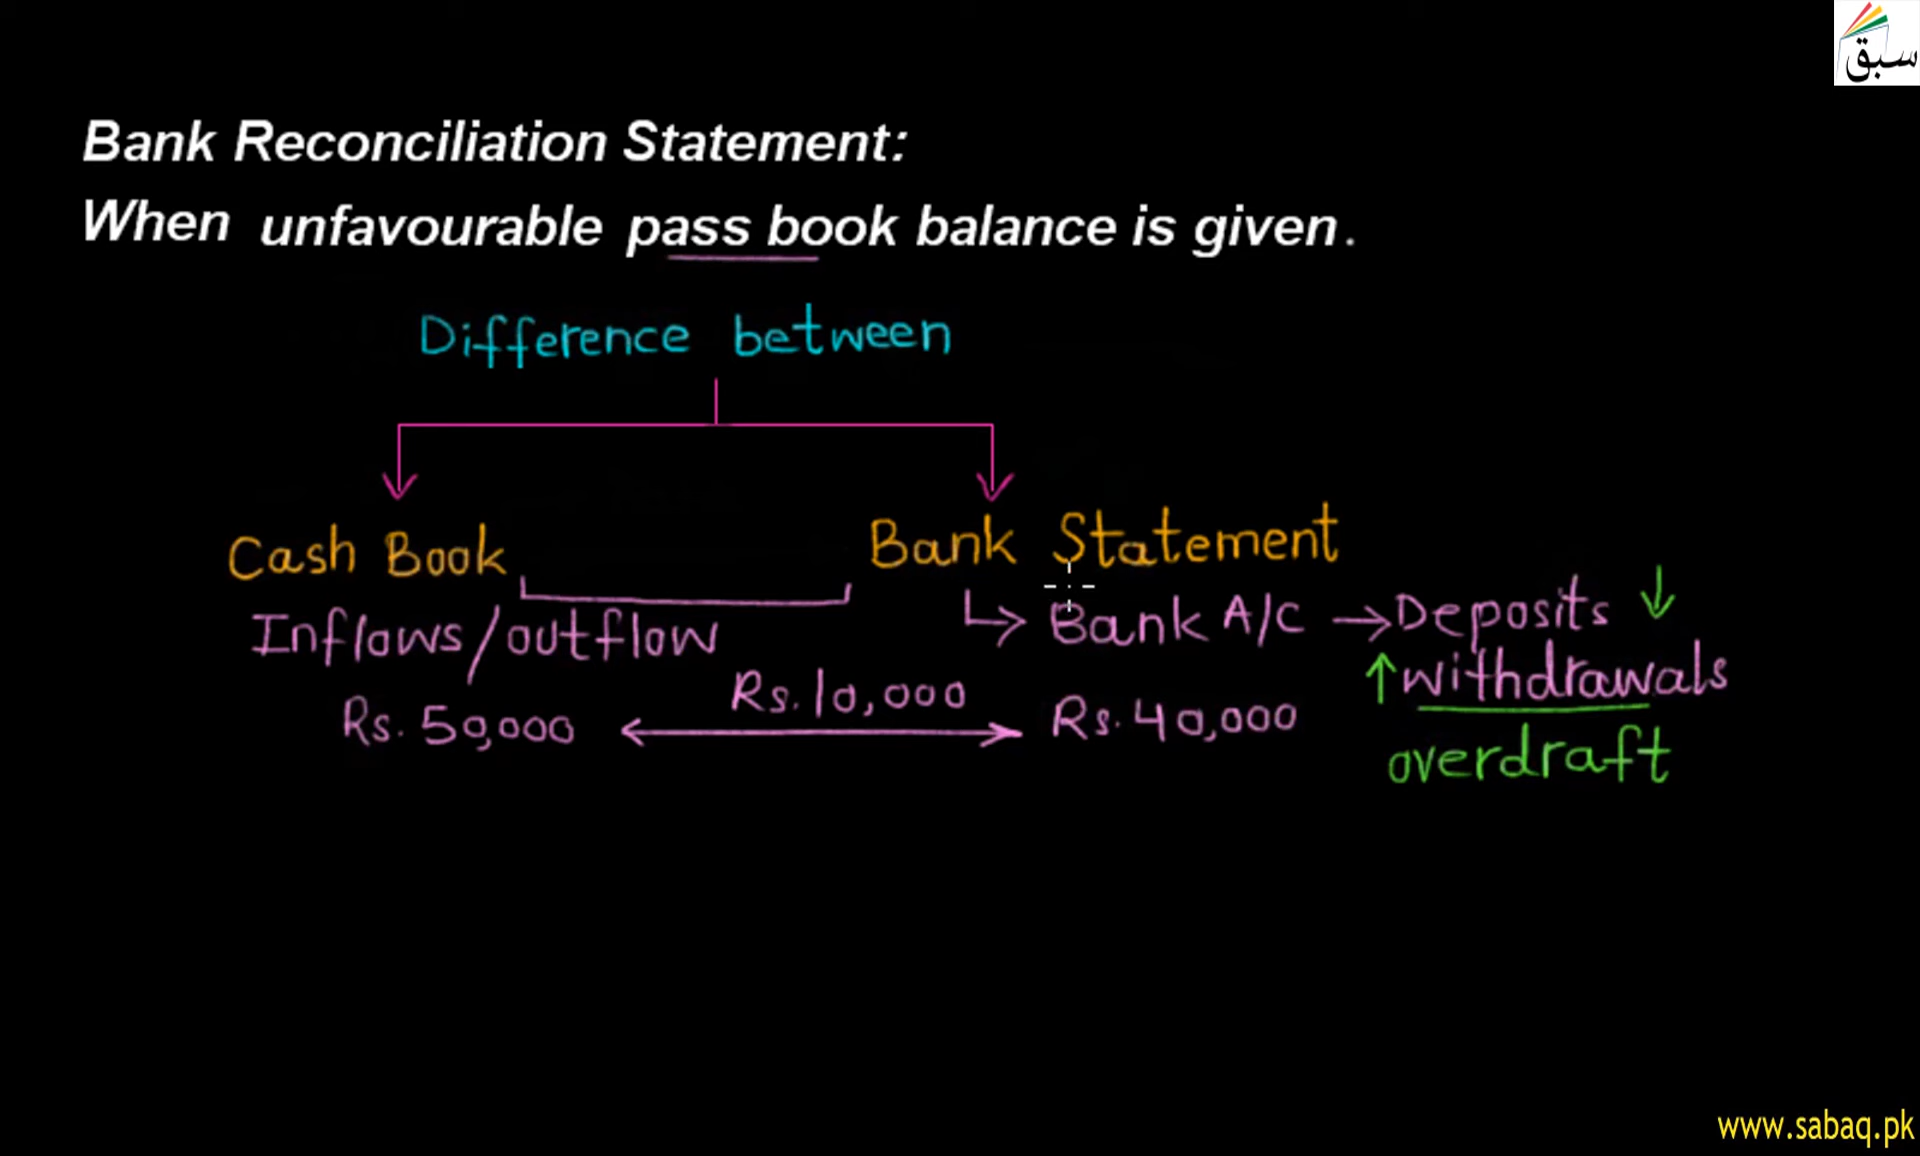 سبق
Bank Reconciliation Statement:
When unfavourable pass book balance is given.
Difference between
Cash Book
Bank Statement
Inflows/outflow
↳ Bank A/C → Deposits ↓
↑ withdrawals
Rs. 50,000 ↔ Rs. 10,000 Rs. 40,000
overdraft
www.sabaq.pk